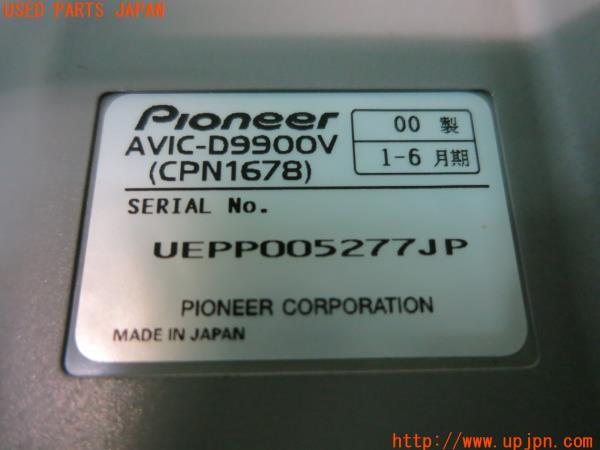 USED PARTS JAPAN
Pioneer
AVIC-D9900V
(CPN1678)
00 製
1-6 月期
SERIAL No.
UEPP005277JP
PIONEER CORPORATION
MADE IN JAPAN
http://www.upjpn.com